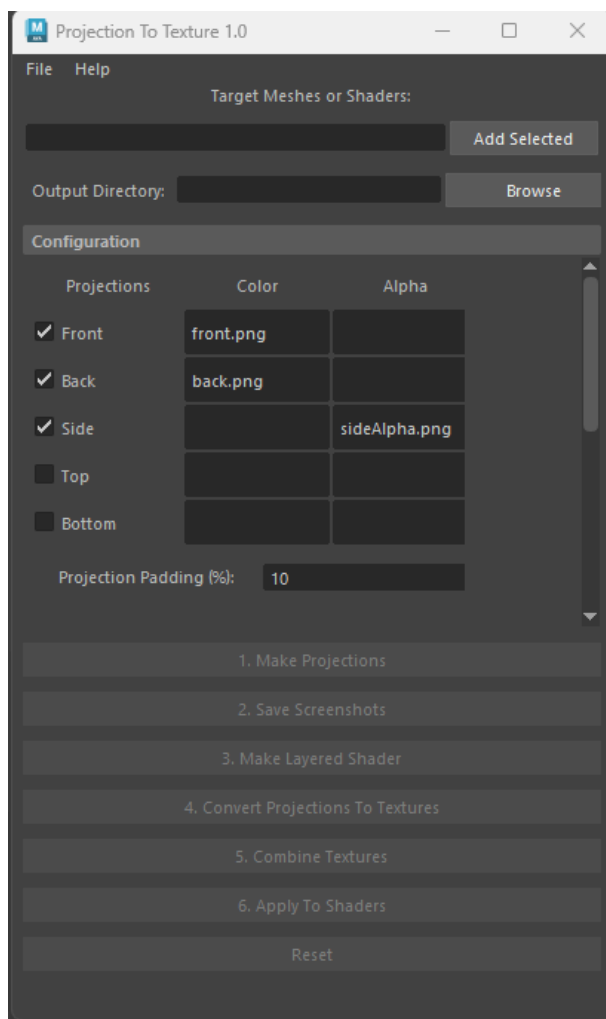 Projection To Texture 1.0
File Help
Target Meshes or Shaders:
Add Selected
Output Directory: Browse
Configuration
Projections Color Alpha
Front front.png
Back back.png
Side sideAlpha.png
Top
Bottom
Projection Padding (%): 10
1. Make Projections
2. Save Screenshots
3. Make Layered Shader
4. Convert Projections To Textures
5. Combine Textures
6. Apply To Shaders
Reset